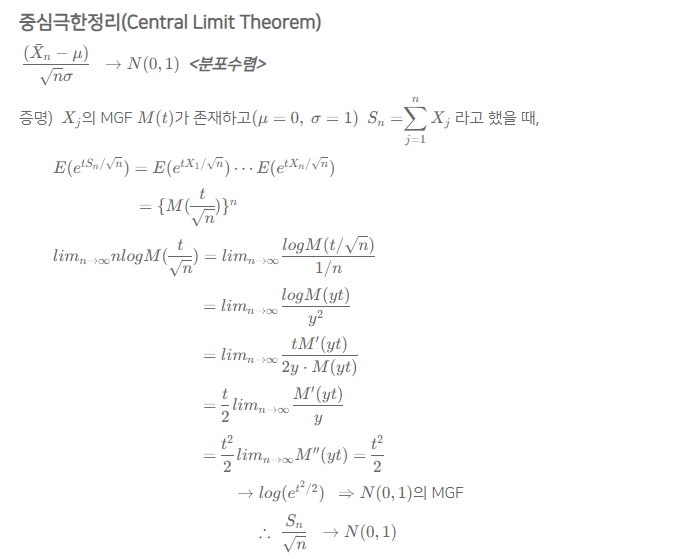 중심극한정리(Central Limit Theorem)
$\frac{(\bar{X}_n - \mu)}{\sqrt{n}\sigma} \rightarrow N(0,1)$ <분포수렴>
증명) $X_j$의 MGF $M(t)$가 존재하고$(\mu = 0,\ \sigma = 1)$ $S_n = \sum_{j=1}^{n} X_j$ 라고 했을 때,
$E(e^{tS_n/\sqrt{n}}) = E(e^{tX_1/\sqrt{n}}) \cdots E(e^{tX_n/\sqrt{n}})$
$= \{M(\frac{t}{\sqrt{n}})\}^n$
$lim_{n \rightarrow \infty} nlogM(\frac{t}{\sqrt{n}}) = lim_{n \rightarrow \infty} \frac{logM(t/\sqrt{n})}{1/n}$
$= lim_{n \rightarrow \infty} \frac{logM(yt)}{y^2}$
$= lim_{n \rightarrow \infty} \frac{tM'(yt)}{2y \cdot M(yt)}$
$= \frac{t}{2} lim_{n \rightarrow \infty} \frac{M'(yt)}{y}$
$= \frac{t^2}{2} lim_{n \rightarrow \infty} M''(yt) = \frac{t^2}{2}$
$\rightarrow log(e^{t^2/2})\ \Rightarrow N(0,1)$의 MGF
$\therefore\ \frac{S_n}{\sqrt{n}} \rightarrow N(0,1)$